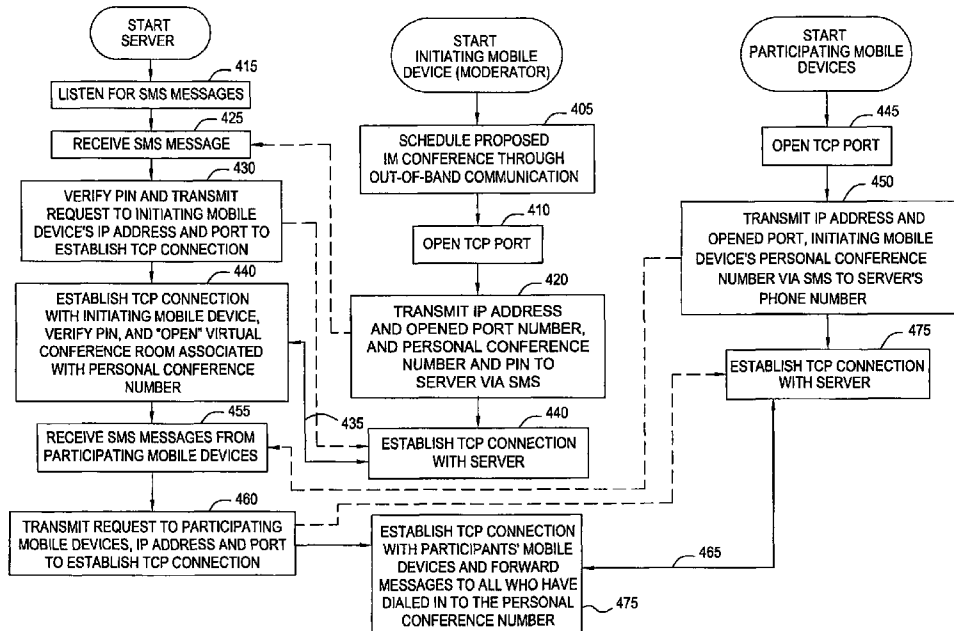 START
SERVER
415
LISTEN FOR SMS MESSAGES
425
RECEIVE SMS MESSAGE
430
VERIFY PIN AND TRANSMIT
REQUEST TO INITIATING MOBILE
DEVICE'S IP ADDRESS AND PORT TO
ESTABLISH TCP CONNECTION
440
ESTABLISH TCP CONNECTION
WITH INITIATING MOBILE DEVICE,
VERIFY PIN, AND "OPEN" VIRTUAL
CONFERENCE ROOM ASSOCIATED
WITH PERSONAL CONFERENCE
NUMBER
435
455
RECEIVE SMS MESSAGES FROM
PARTICIPATING MOBILE DEVICES
460
TRANSMIT REQUEST TO PARTICIPATING
MOBILE DEVICES, IP ADDRESS AND PORT
TO ESTABLISH TCP CONNECTION
START
INITIATING MOBILE
DEVICE (MODERATOR)
405
SCHEDULE PROPOSED
IM CONFERENCE THROUGH
OUT-OF-BAND COMMUNICATION
410
OPEN TCP PORT
420
TRANSMIT IP ADDRESS
AND OPENED PORT NUMBER,
AND PERSONAL CONFERENCE
NUMBER AND PIN TO
SERVER VIA SMS
440
ESTABLISH TCP CONNECTION
WITH SERVER
ESTABLISH TCP CONNECTION
WITH PARTICIPANTS' MOBILE
DEVICES AND FORWARD
MESSAGES TO ALL WHO HAVE
DIALED IN TO THE PERSONAL
CONFERENCE NUMBER
475
START
PARTICIPATING MOBILE
DEVICES
445
OPEN TCP PORT
450
TRANSMIT IP ADDRESS AND
OPENED PORT, INITIATING MOBILE
DEVICE'S PERSONAL CONFERENCE
NUMBER VIA SMS TO SERVER'S
PHONE NUMBER
475
ESTABLISH TCP CONNECTION
WITH SERVER
465